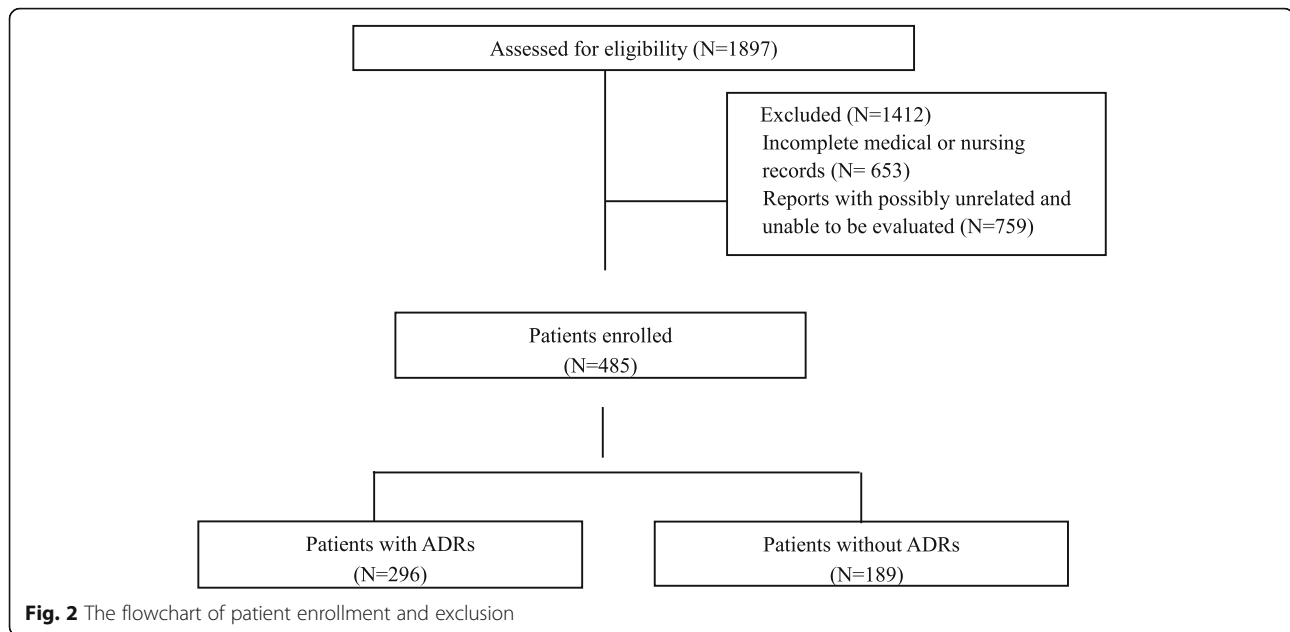 Assessed for eligibility (N=1897)
Excluded (N=1412)
Incomplete medical or nursing
records (N= 653)
Reports with possibly unrelated and
unable to be evaluated (N=759)
Patients enrolled
(N=485)
Patients with ADRs
(N=296)
Patients without ADRs
(N=189)
Fig. 2 The flowchart of patient enrollment and exclusion